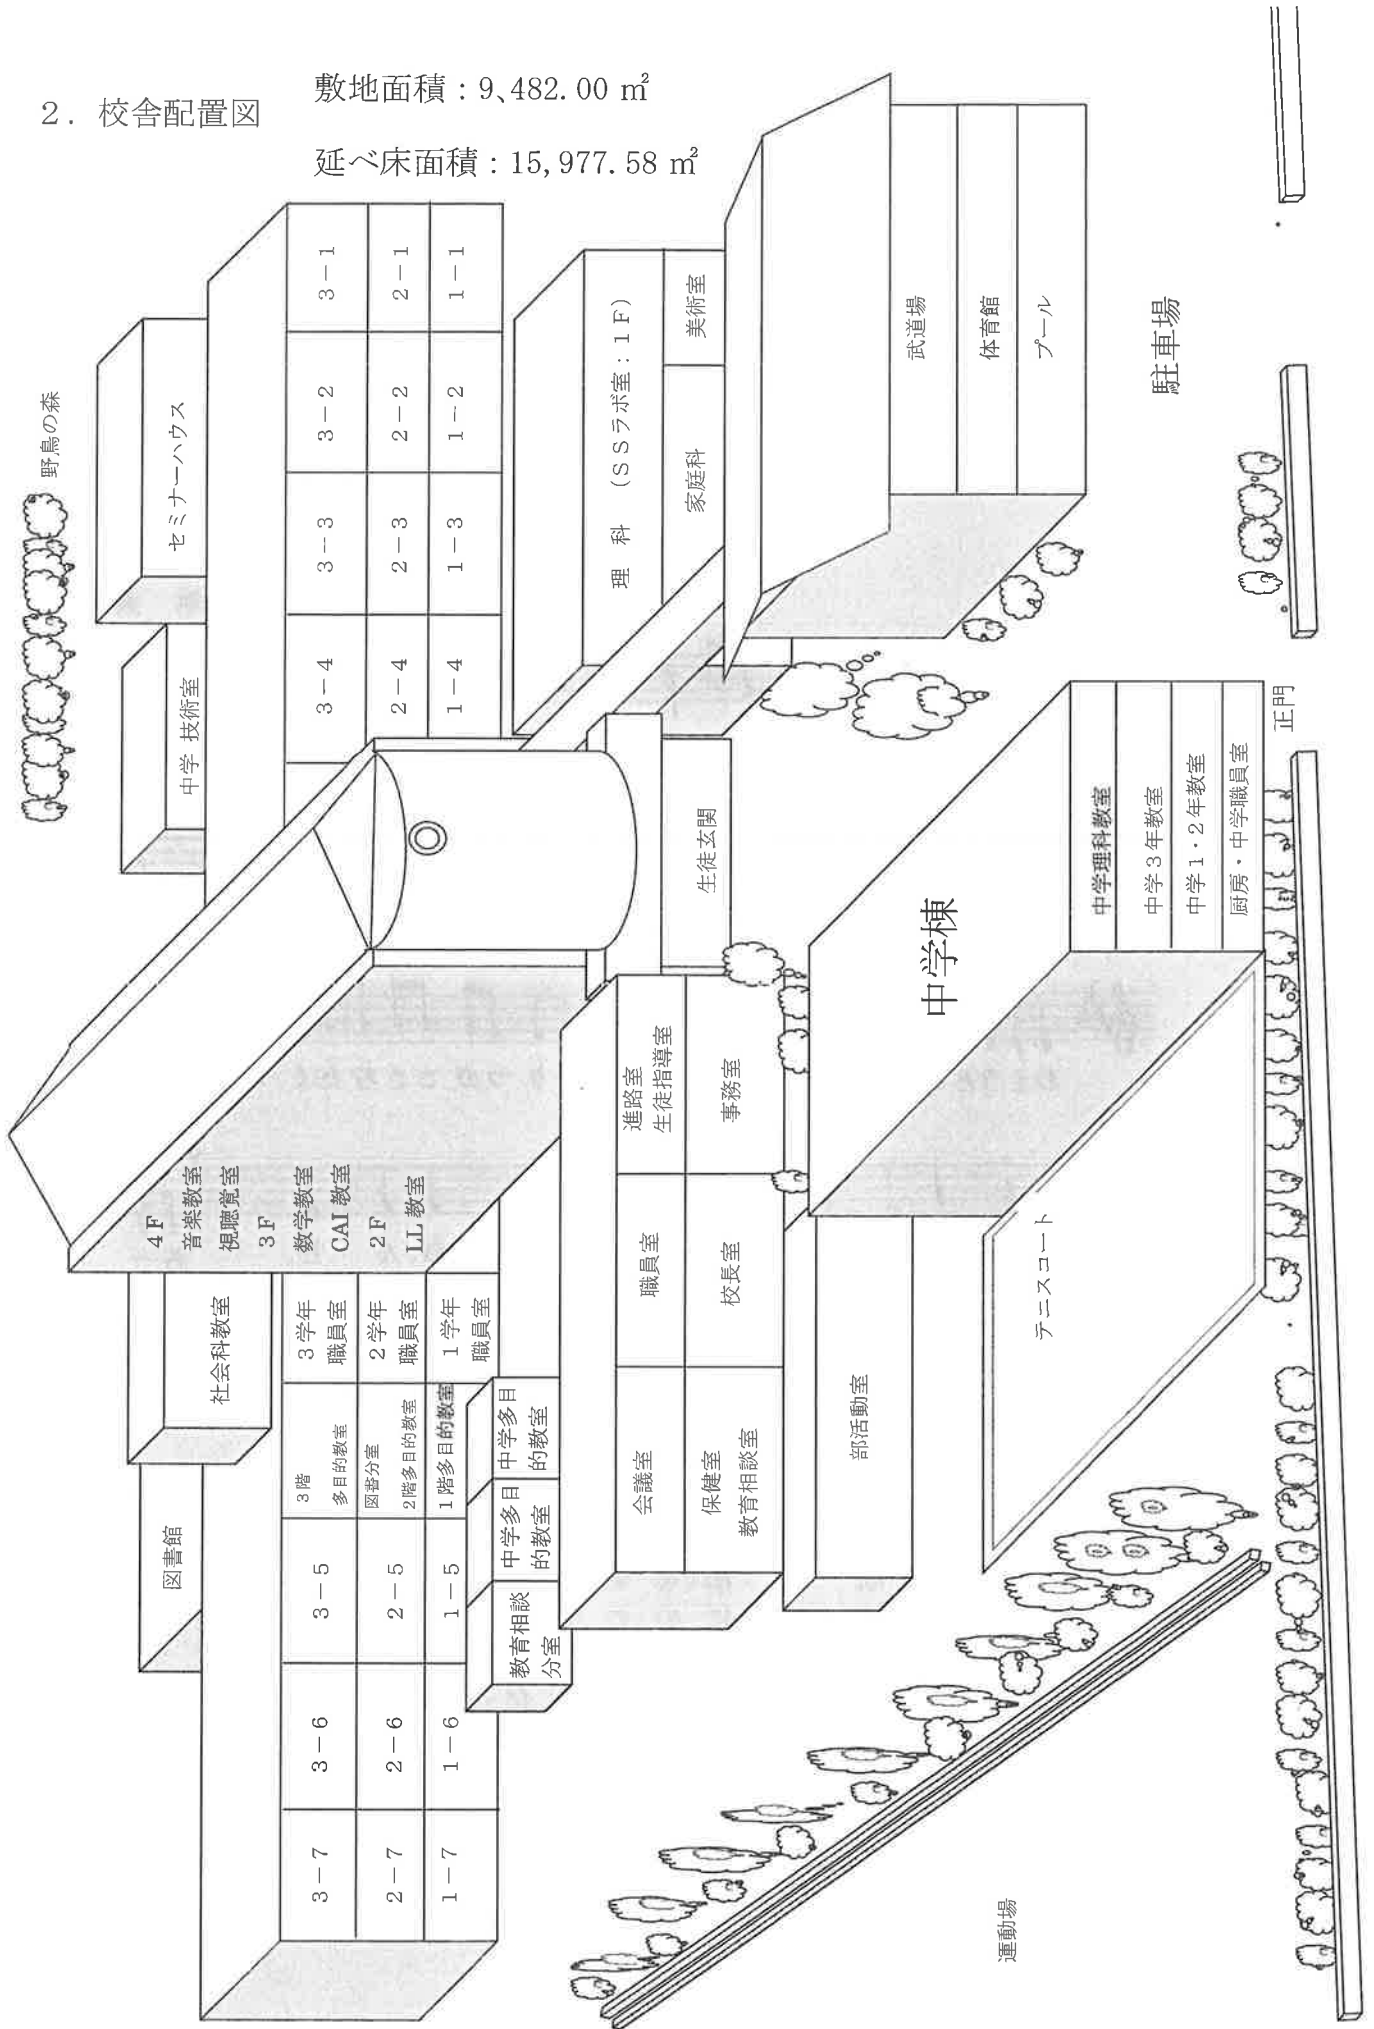 2. 校舎配置図
敷地面積：9、482.00 ㎡
延べ床面積：15,977.58 ㎡
野鳥の森
セミナーハウス
中学 技術室
3－4
3－3
3－2
3－1
2－4
2－3
2－2
2－1
1－4
1－3
1－2
1－1
理 科 （SSラボ室：1F）
家庭科
美術室
武道場
体育館
プール
駐車場
生徒玄関
4F
音楽教室
視聴覚室
3F
数学教室
CAI教室
2F
LL教室
図書館
社会科教室
3－7
3－6
3－5
3階
多目的教室
3学年
職員室
2－7
2－6
2－5
図書分室
2階多目的教室
2学年
職員室
1－7
1－6
1－5
1階多目的教室
1学年
職員室
教育相談
分室
中学多目
的教室
中学多目
的教室
会議室
職員室
進路室
生徒指導室
保健室
教育相談室
校長室
事務室
部活動室
中学棟
中学理科教室
中学3年教室
中学1・2年教室
厨房・中学職員室
正門
テニスコート
運動場